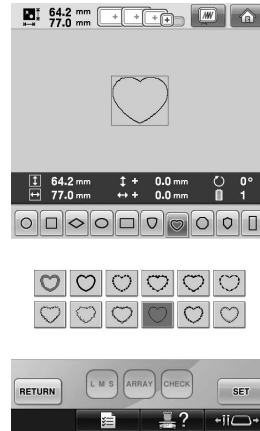 64.2 mm
77.0 mm
64.2 mm + 0.0 mm 0°
77.0 mm + 0.0 mm 1
RETURN L M S ARRAY CHECK SET
?